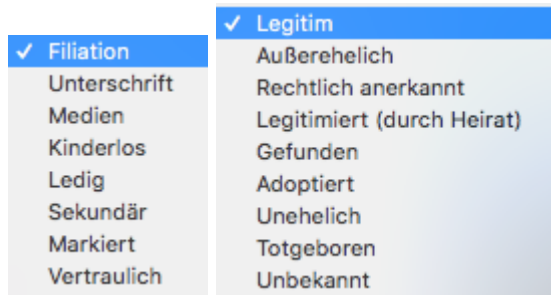 ✓ Filiation
Unterschrift
Medien
Kinderlos
Ledig
Sekundär
Markiert
Vertraulich
✓ Legitim
Außerehelich
Rechtlich anerkannt
Legitimiert (durch Heirat)
Gefunden
Adoptiert
Unehelich
Totgeboren
Unbekannt